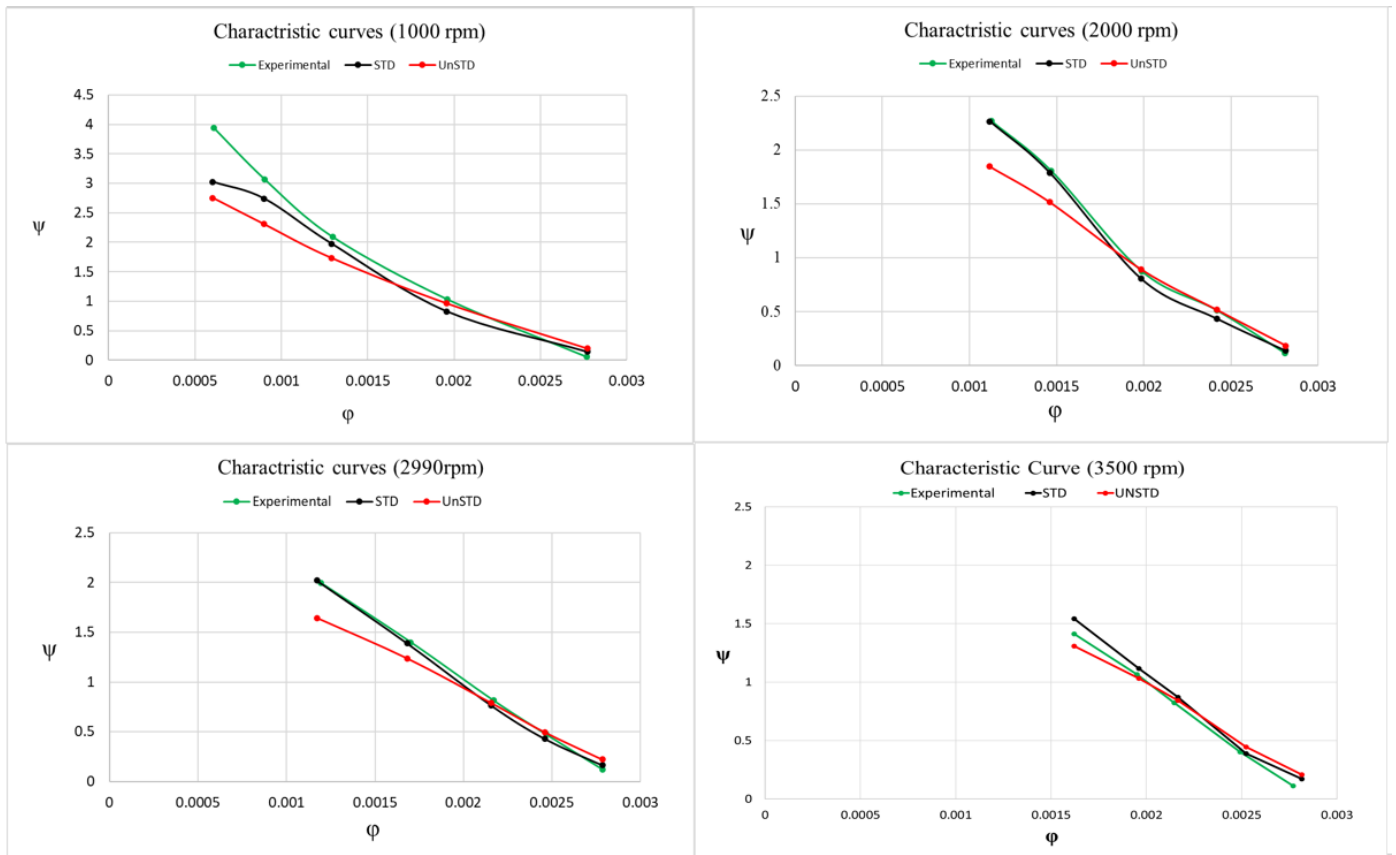 Charactristic curves (1000 rpm)
Experimental STD UnSTD
4.5
4
3.5
3
2.5
2
1.5
1
0.5
0
ψ
0 0.0005 0.001 0.0015 0.002 0.0025 0.003
φ
Charactristic curves (2000 rpm)
Experimental STD UnSTD
2.5
2
1.5
1
0.5
0
ψ
0 0.0005 0.001 0.0015 0.002 0.0025 0.003
φ
Charactristic curves (2990rpm)
Experimental STD UnSTD
2.5
2
1.5
1
0.5
0
ψ
0 0.0005 0.001 0.0015 0.002 0.0025 0.003
φ
Characteristic Curve (3500 rpm)
Experimental STD UNSTD
2.5
2
1.5
1
0.5
0
ψ
0 0.0005 0.001 0.0015 0.002 0.0025 0.003
φ